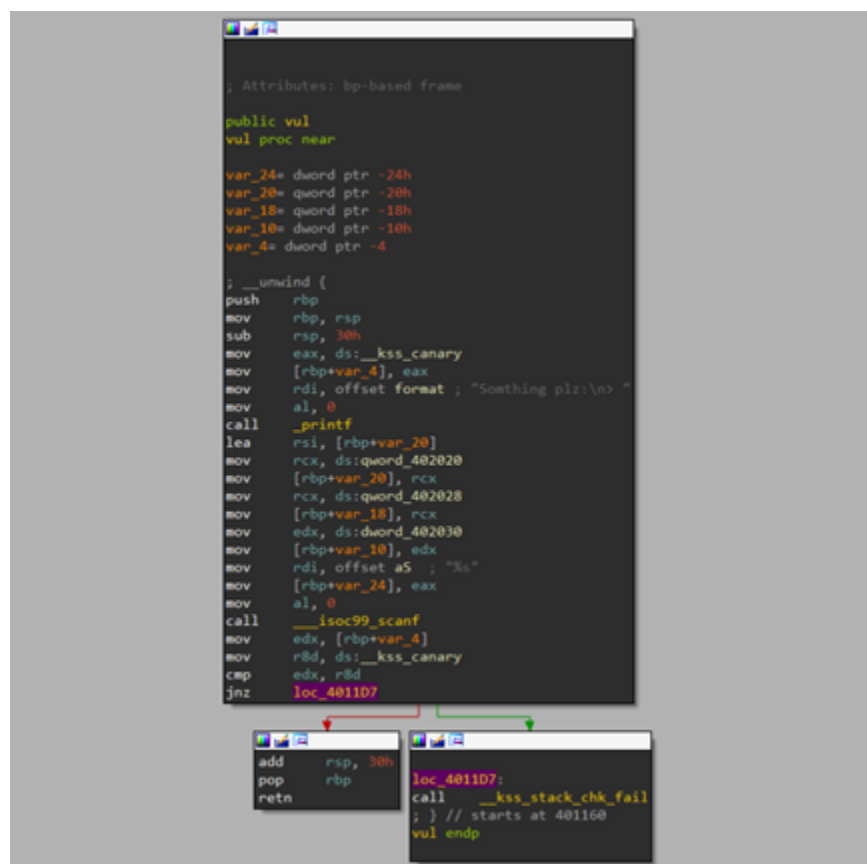 ; Attributes: bp-based frame
public vul
vul proc near
var_24= dword ptr -24h
var_20= qword ptr -20h
var_18= qword ptr -18h
var_10= dword ptr -10h
var_4= dword ptr -4
; __unwind {
push rbp
mov rbp, rsp
sub rsp, 30h
mov eax, ds:__kss_canary
mov [rbp+var_4], eax
mov rdi, offset format ; "Somthing plz:\n> "
mov al, 0
call _printf
lea rsi, [rbp+var_20]
mov rcx, ds:qword_402020
mov [rbp+var_20], rcx
mov rcx, ds:qword_402028
mov [rbp+var_18], rcx
mov edx, ds:dword_402030
mov [rbp+var_10], edx
mov rdi, offset aS ; "%s"
mov [rbp+var_24], eax
mov al, 0
call ___isoc99_scanf
mov edx, [rbp+var_4]
mov r8d, ds:__kss_canary
cmp edx, r8d
jnz loc_4011D7
add rsp, 30h
pop rbp
retn
loc_4011D7:
call __kss_stack_chk_fail
; } // starts at 401160
vul endp